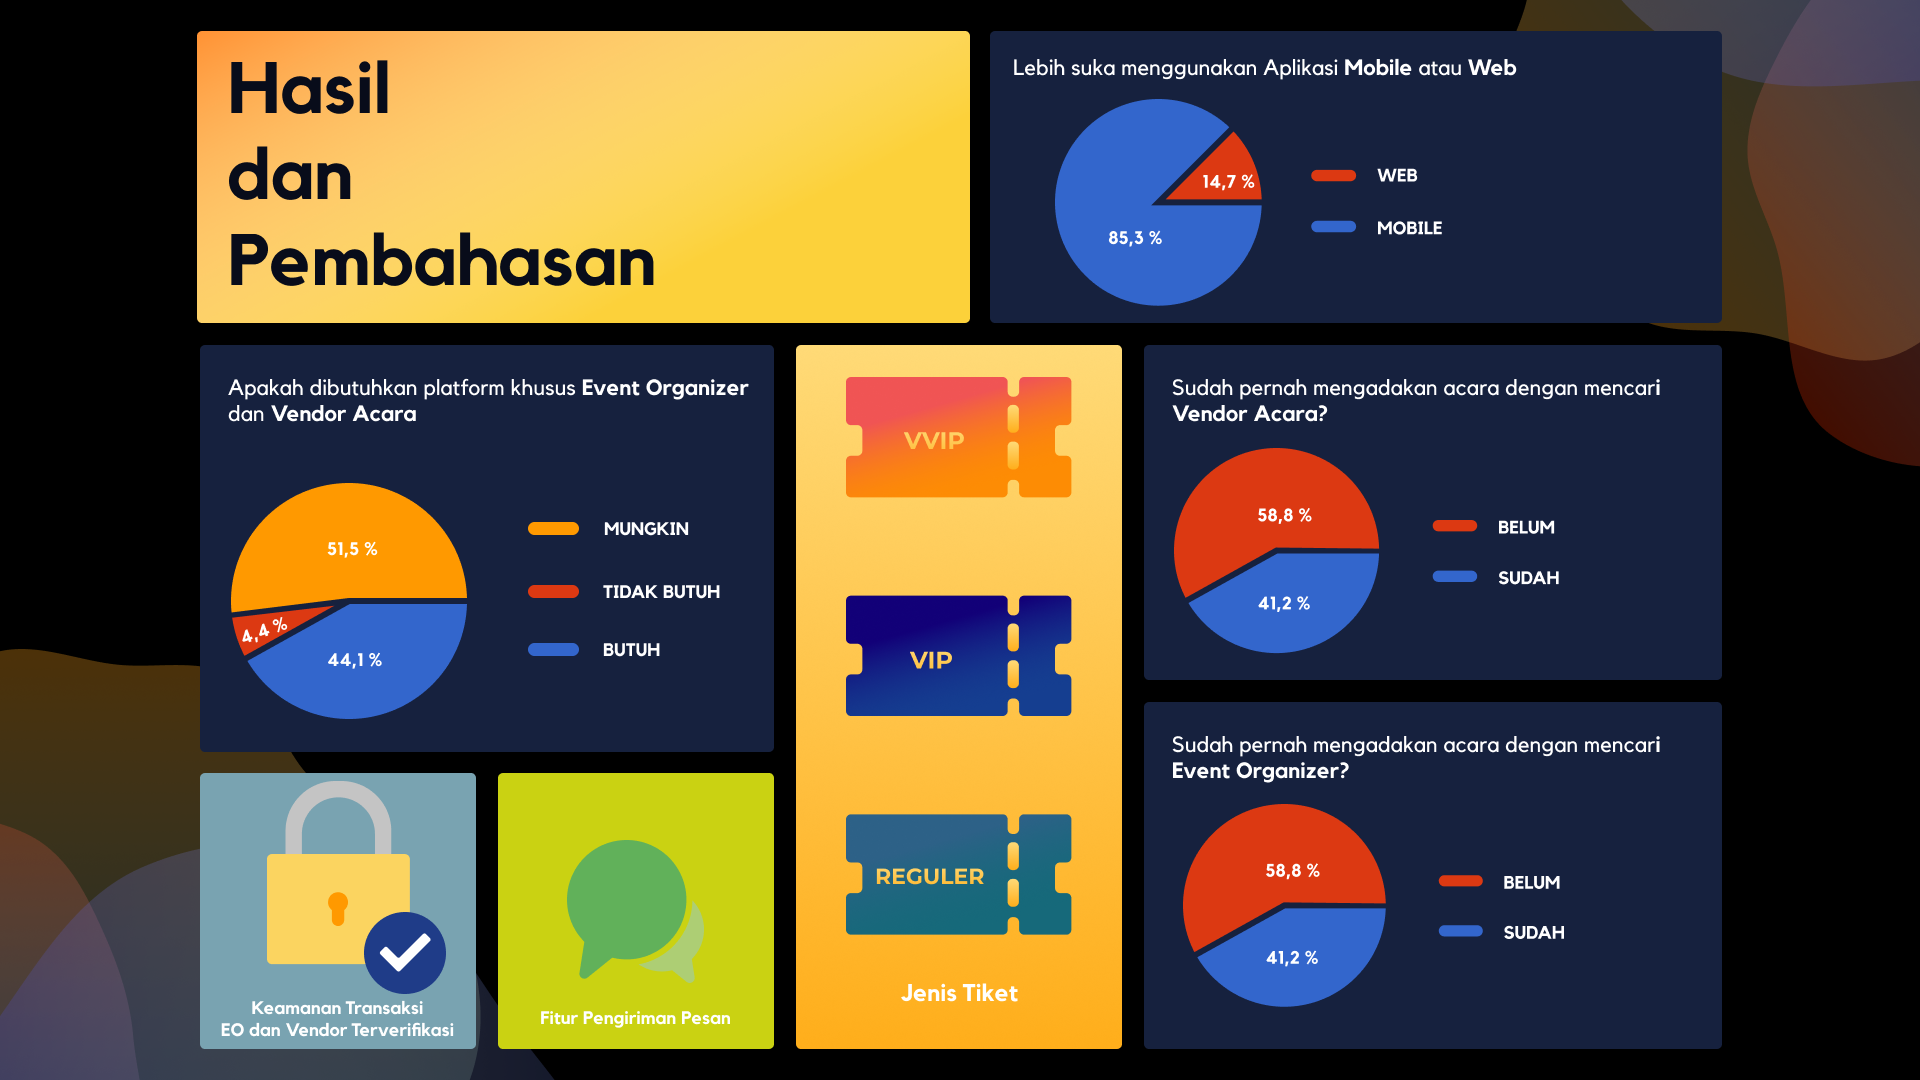 Hasil
dan
Pembahasan
Lebih suka menggunakan Aplikasi Mobile atau Web
14,7 %
85,3 %
WEB
MOBILE
Apakah dibutuhkan platform khusus Event Organizer
dan Vendor Acara
51,5 %
4,4 %
44,1 %
MUNGKIN
TIDAK BUTUH
BUTUH
VVIP
VIP
REGULER
Jenis Tiket
Sudah pernah mengadakan acara dengan mencari
Vendor Acara?
58,8 %
41,2 %
BELUM
SUDAH
Sudah pernah mengadakan acara dengan mencari
Event Organizer?
58,8 %
41,2 %
BELUM
SUDAH
Keamanan Transaksi
EO dan Vendor Terverifikasi
Fitur Pengiriman Pesan